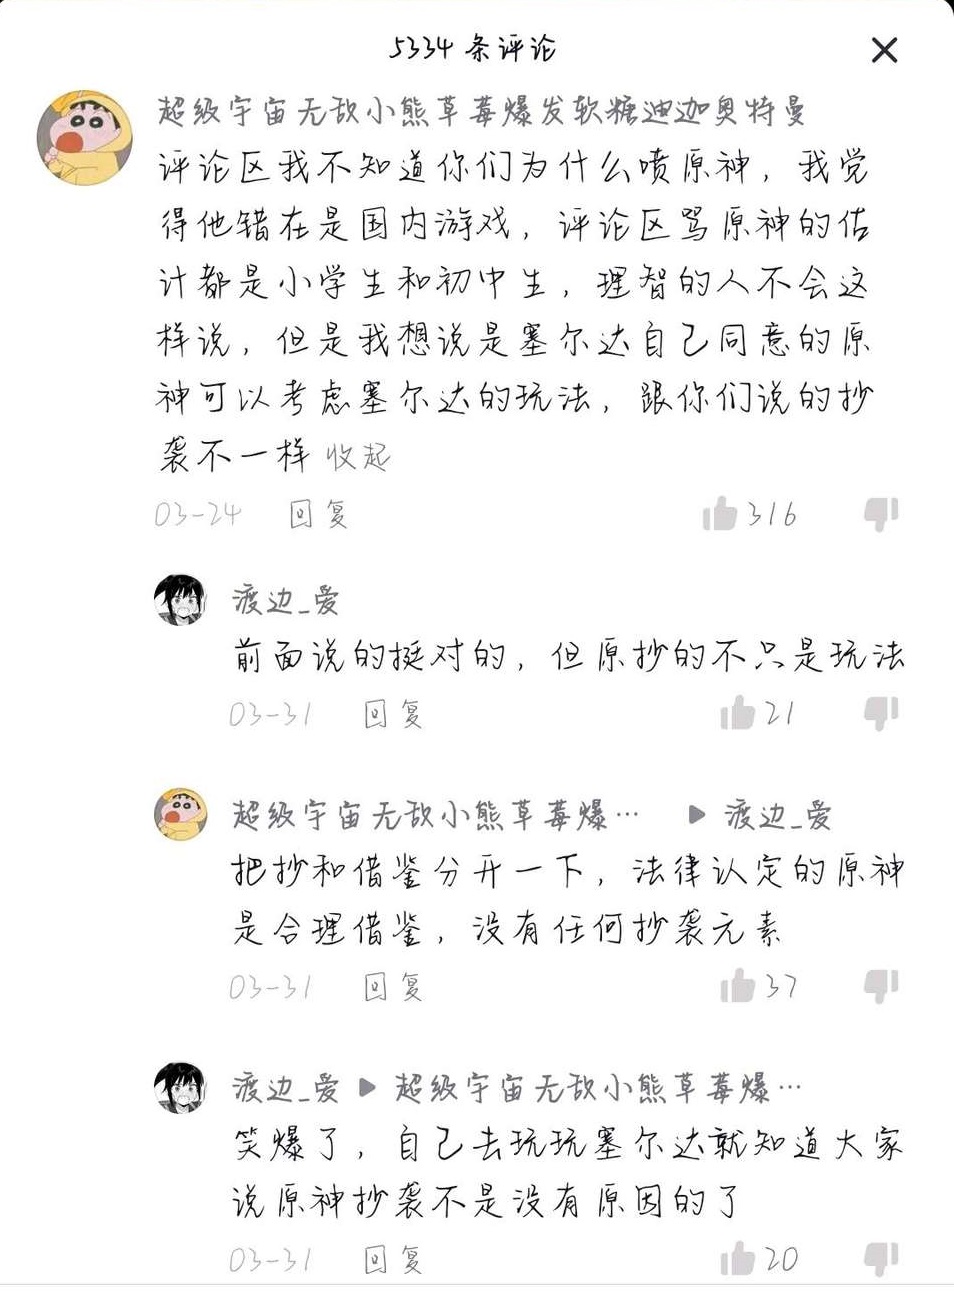 5334 条评论
超级宇宙无敌小熊草莓爆发软糖迪迦奥特曼
评论区我不知道你们为什么喷原神，我觉
得他错在是国内游戏，评论区骂原神的估
计都是小学生和初中生，理智的人不会这
样说，但是我想说是塞尔达自己同意的原
神可以考虑塞尔达的玩法，跟你们说的抄
袭不一样 收起
03-24 回复 316
渡边_爱
前面说的挺对的，但原抄的不只是玩法
03-31 回复 21
超级宇宙无敌小熊草莓爆… ▶ 渡边_爱
把抄和借鉴分开一下，法律认定的原神
是合理借鉴，没有任何抄袭元素
03-31 回复 37
渡边_爱 ▶ 超级宇宙无敌小熊草莓爆…
笑爆了，自己去玩玩塞尔达就知道大家
说原神抄袭不是没有原因的了
03-31 回复 20